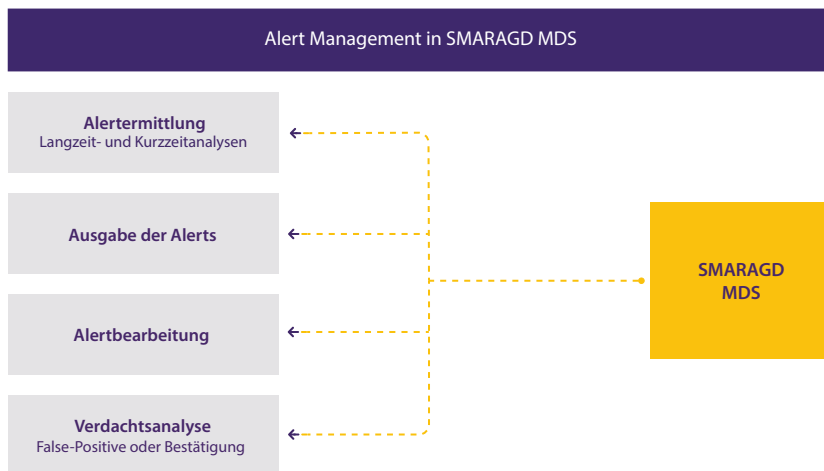 Alert Management in SMARAGD MDS
Alertermittlung
Langzeit- und Kurzzeitanalysen
Ausgabe der Alerts
Alertbearbeitung
Verdachtsanalyse
False-Positive oder Bestätigung
SMARAGD
MDS